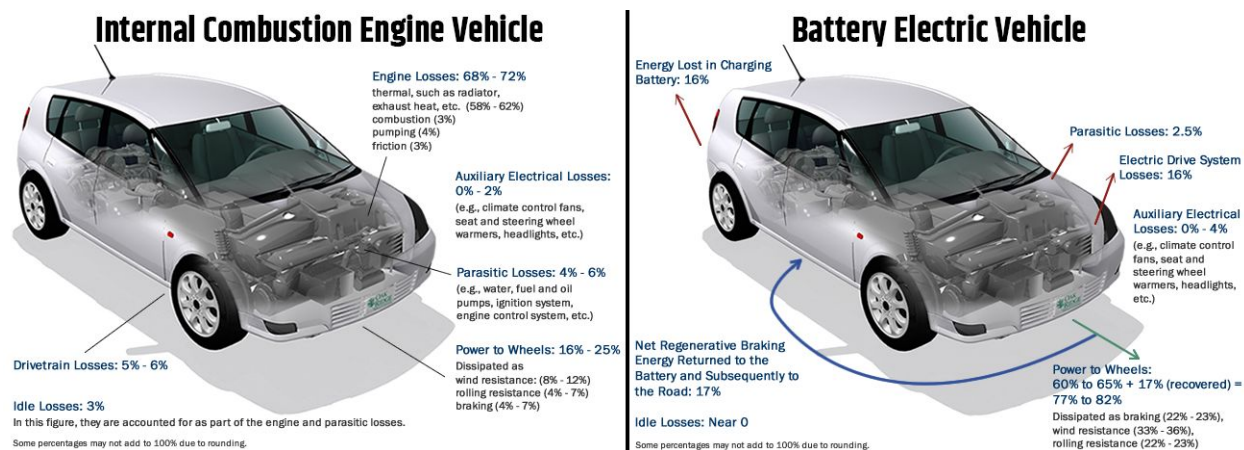 Internal Combustion Engine Vehicle
Engine Losses: 68% - 72%
thermal, such as radiator,
exhaust heat, etc. (58% - 62%)
combustion (3%)
pumping (4%)
friction (3%)
Auxiliary Electrical Losses:
0% - 2%
(e.g., climate control fans,
seat and steering wheel
warmers, headlights, etc.)
Parasitic Losses: 4% - 6%
(e.g., water, fuel and oil
pumps, ignition system,
engine control system, etc.)
Power to Wheels: 16% - 25%
Dissipated as
wind resistance: (8% - 12%)
rolling resistance (4% - 7%)
braking (4% - 7%)
Drivetrain Losses: 5% - 6%
Idle Losses: 3%
In this figure, they are accounted for as part of the engine and parasitic losses.
Some percentages may not add to 100% due to rounding.
Battery Electric Vehicle
Energy Lost in Charging
Battery: 16%
Parasitic Losses: 2.5%
Electric Drive System
Losses: 16%
Auxiliary Electrical
Losses: 0% - 4%
(e.g., climate control
fans, seat and
steering wheel
warmers, headlights,
etc.)
Net Regenerative Braking
Energy Returned to the
Battery and Subsequently to
the Road: 17%
Power to Wheels:
60% to 65% + 17% (recovered) =
77% to 82%
Dissipated as braking (22% - 23%),
wind resistance (33% - 36%),
rolling resistance (22% - 23%)
Idle Losses: Near 0
Some percentages may not add to 100% due to rounding.